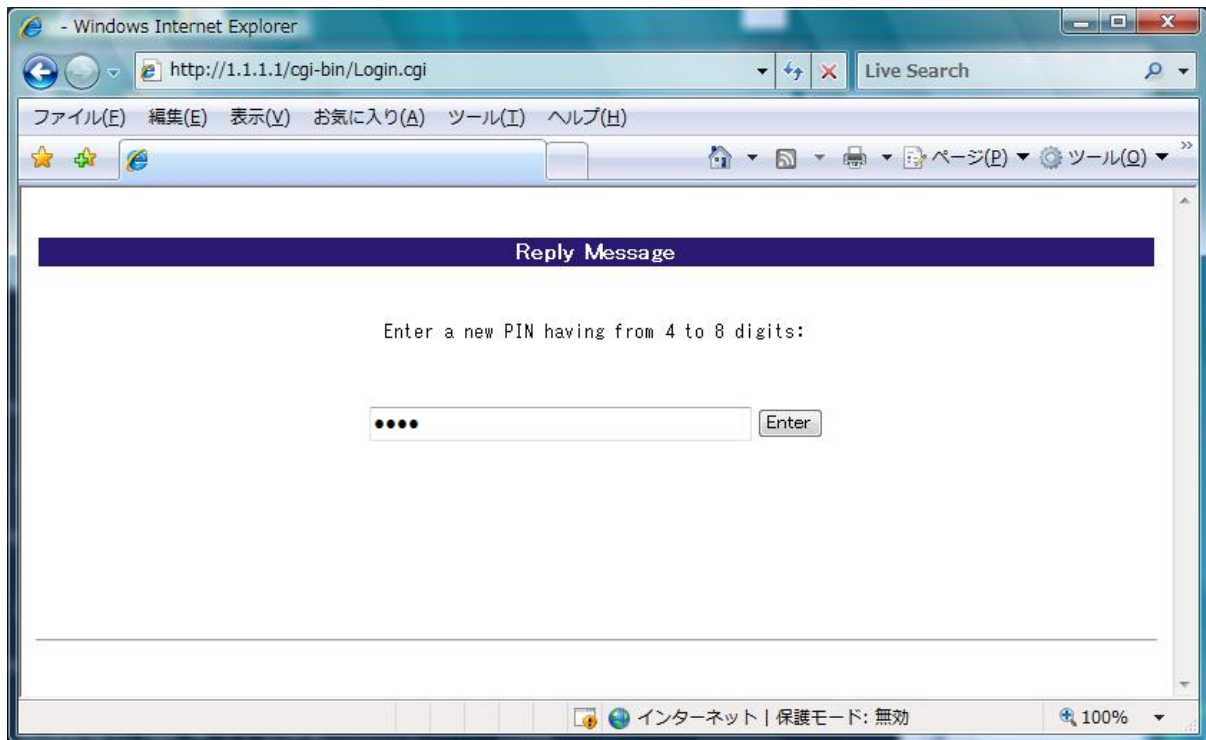 - Windows Internet Explorer
http://1.1.1.1/cgi-bin/Login.cgi
Live Search
ファイル(F) 編集(E) 表示(V) お気に入り(A) ツール(T) ヘルプ(H)
ページ(P) ツール(O)
Reply Message
Enter a new PIN having from 4 to 8 digits:
●●●● Enter
インターネット | 保護モード: 無効 100%